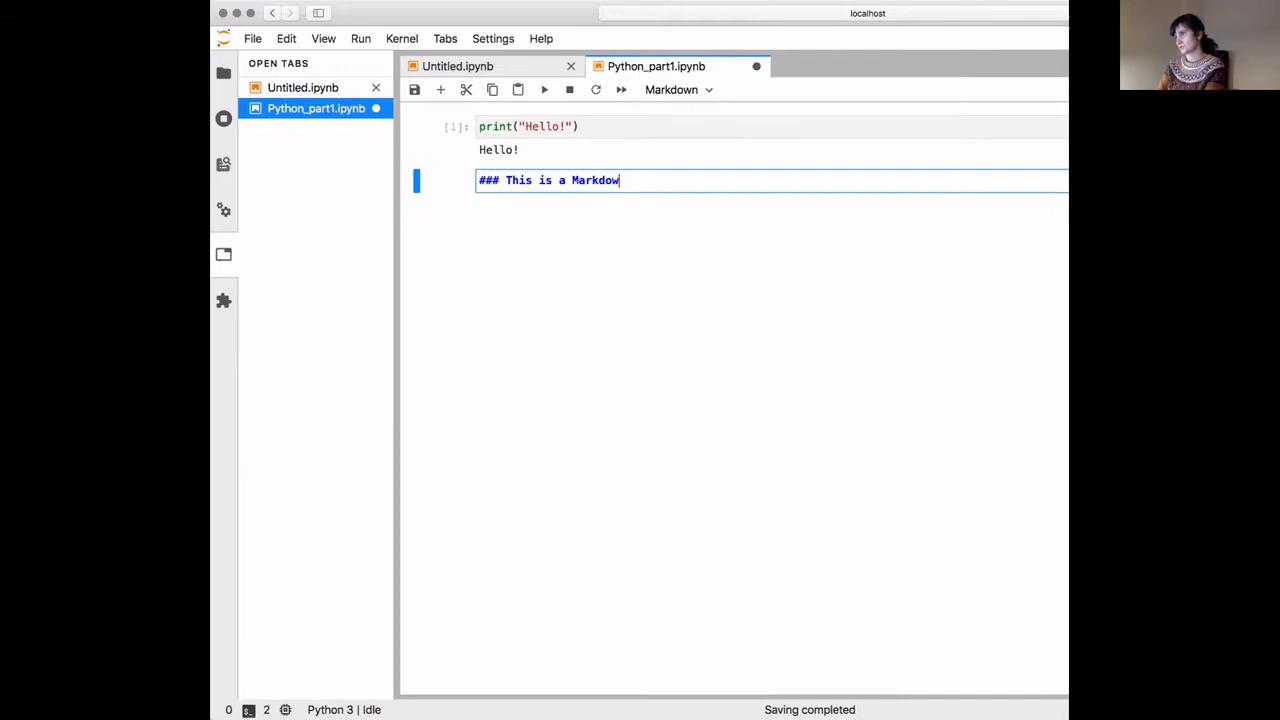 localhost
File Edit View Run Kernel Tabs Settings Help
OPEN TABS
Untitled.ipynb
Python_part1.ipynb
Untitled.ipynb
Python_part1.ipynb
Markdown
[1]: print("Hello!")
Hello!
### This is a Markdow
0 $_ 2 Python 3 | Idle Saving completed